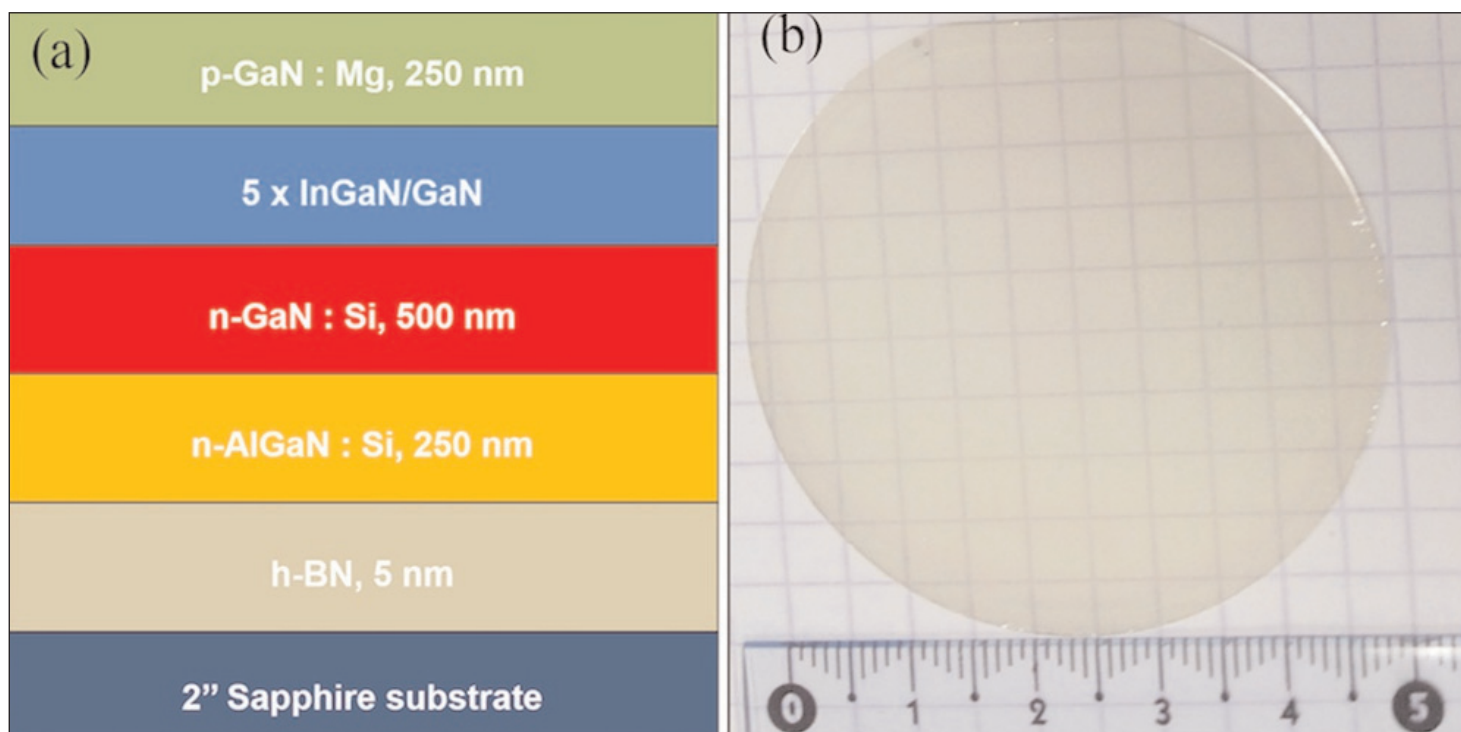 (a)
p-GaN : Mg, 250 nm
5 x InGaN/GaN
n-GaN : Si, 500 nm
n-AlGaN : Si, 250 nm
h-BN, 5 nm
2” Sapphire substrate
(b)
0 1 2 3 4 5